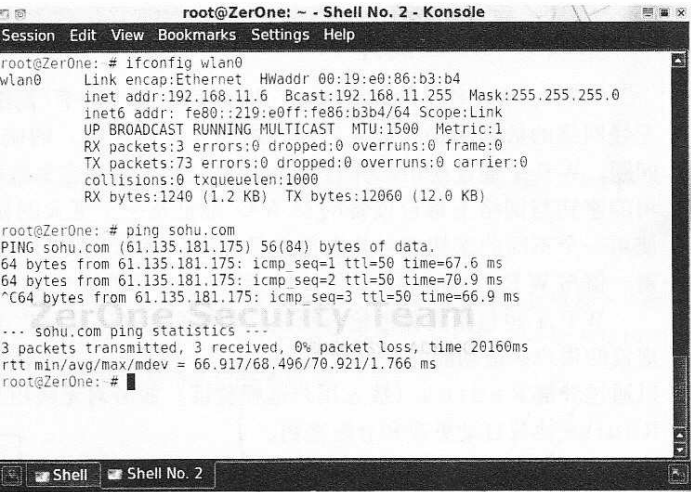 root@ZerOne: ~ - Shell No. 2 - Konsole
Session Edit View Bookmarks Settings Help
root@ZerOne:~# ifconfig wlan0
wlan0 Link encap:Ethernet HWaddr 00:19:e0:86:b3:b4
inet addr:192.168.11.6 Bcast:192.168.11.255 Mask:255.255.255.0
inet6 addr: fe80::219:e0ff:fe86:b3b4/64 Scope:Link
UP BROADCAST RUNNING MULTICAST MTU:1500 Metric:1
RX packets:3 errors:0 dropped:0 overruns:0 frame:0
TX packets:73 errors:0 dropped:0 overruns:0 carrier:0
collisions:0 txqueuelen:1000
RX bytes:1240 (1.2 KB) TX bytes:12060 (12.0 KB)
root@ZerOne:~# ping sohu.com
PING sohu.com (61.135.181.175) 56(84) bytes of data.
64 bytes from 61.135.181.175: icmp_seq=1 ttl=50 time=67.6 ms
64 bytes from 61.135.181.175: icmp_seq=2 ttl=50 time=70.9 ms
^C64 bytes from 61.135.181.175: icmp_seq=3 ttl=50 time=66.9 ms
--- sohu.com ping statistics ---
ZerOne Security Team
3 packets transmitted, 3 received, 0% packet loss, time 20160ms
rtt min/avg/max/mdev = 66.917/68.496/70.921/1.766 ms
root@ZerOne:~#
Shell
Shell No. 2